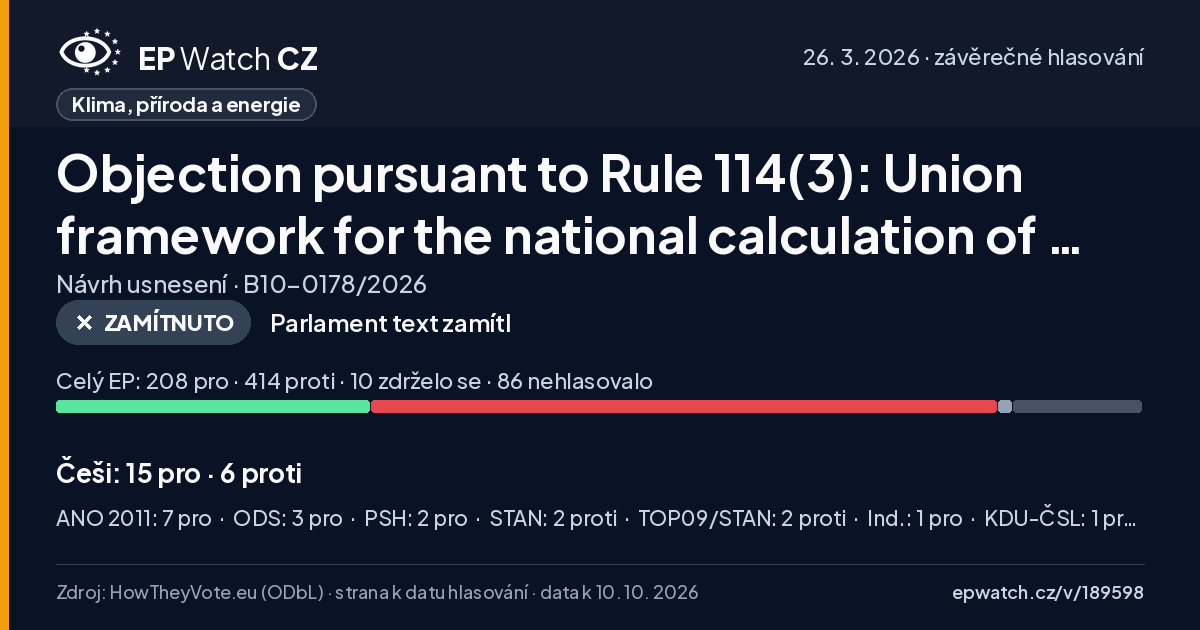 EP Watch CZ
26. 3. 2026 · závěrečné hlasování
Klima, příroda a energie
Objection pursuant to Rule 114(3): Union
framework for the national calculation of …
Návrh usnesení · B10-0178/2026
✕ ZAMÍTNUTO Parlament text zamítl
Celý EP: 208 pro · 414 proti · 10 zdrželo se · 86 nehlasovalo
Češi: 15 pro · 6 proti
ANO 2011: 7 pro · ODS: 3 pro · PSH: 2 pro · STAN: 2 proti · TOP09/STAN: 2 proti · Ind.: 1 pro · KDU-ČSL: 1 pr…
Zdroj: HowTheyVote.eu (ODbL) · strana k datu hlasování · data k 10. 10. 2026
epwatch.cz/v/189598